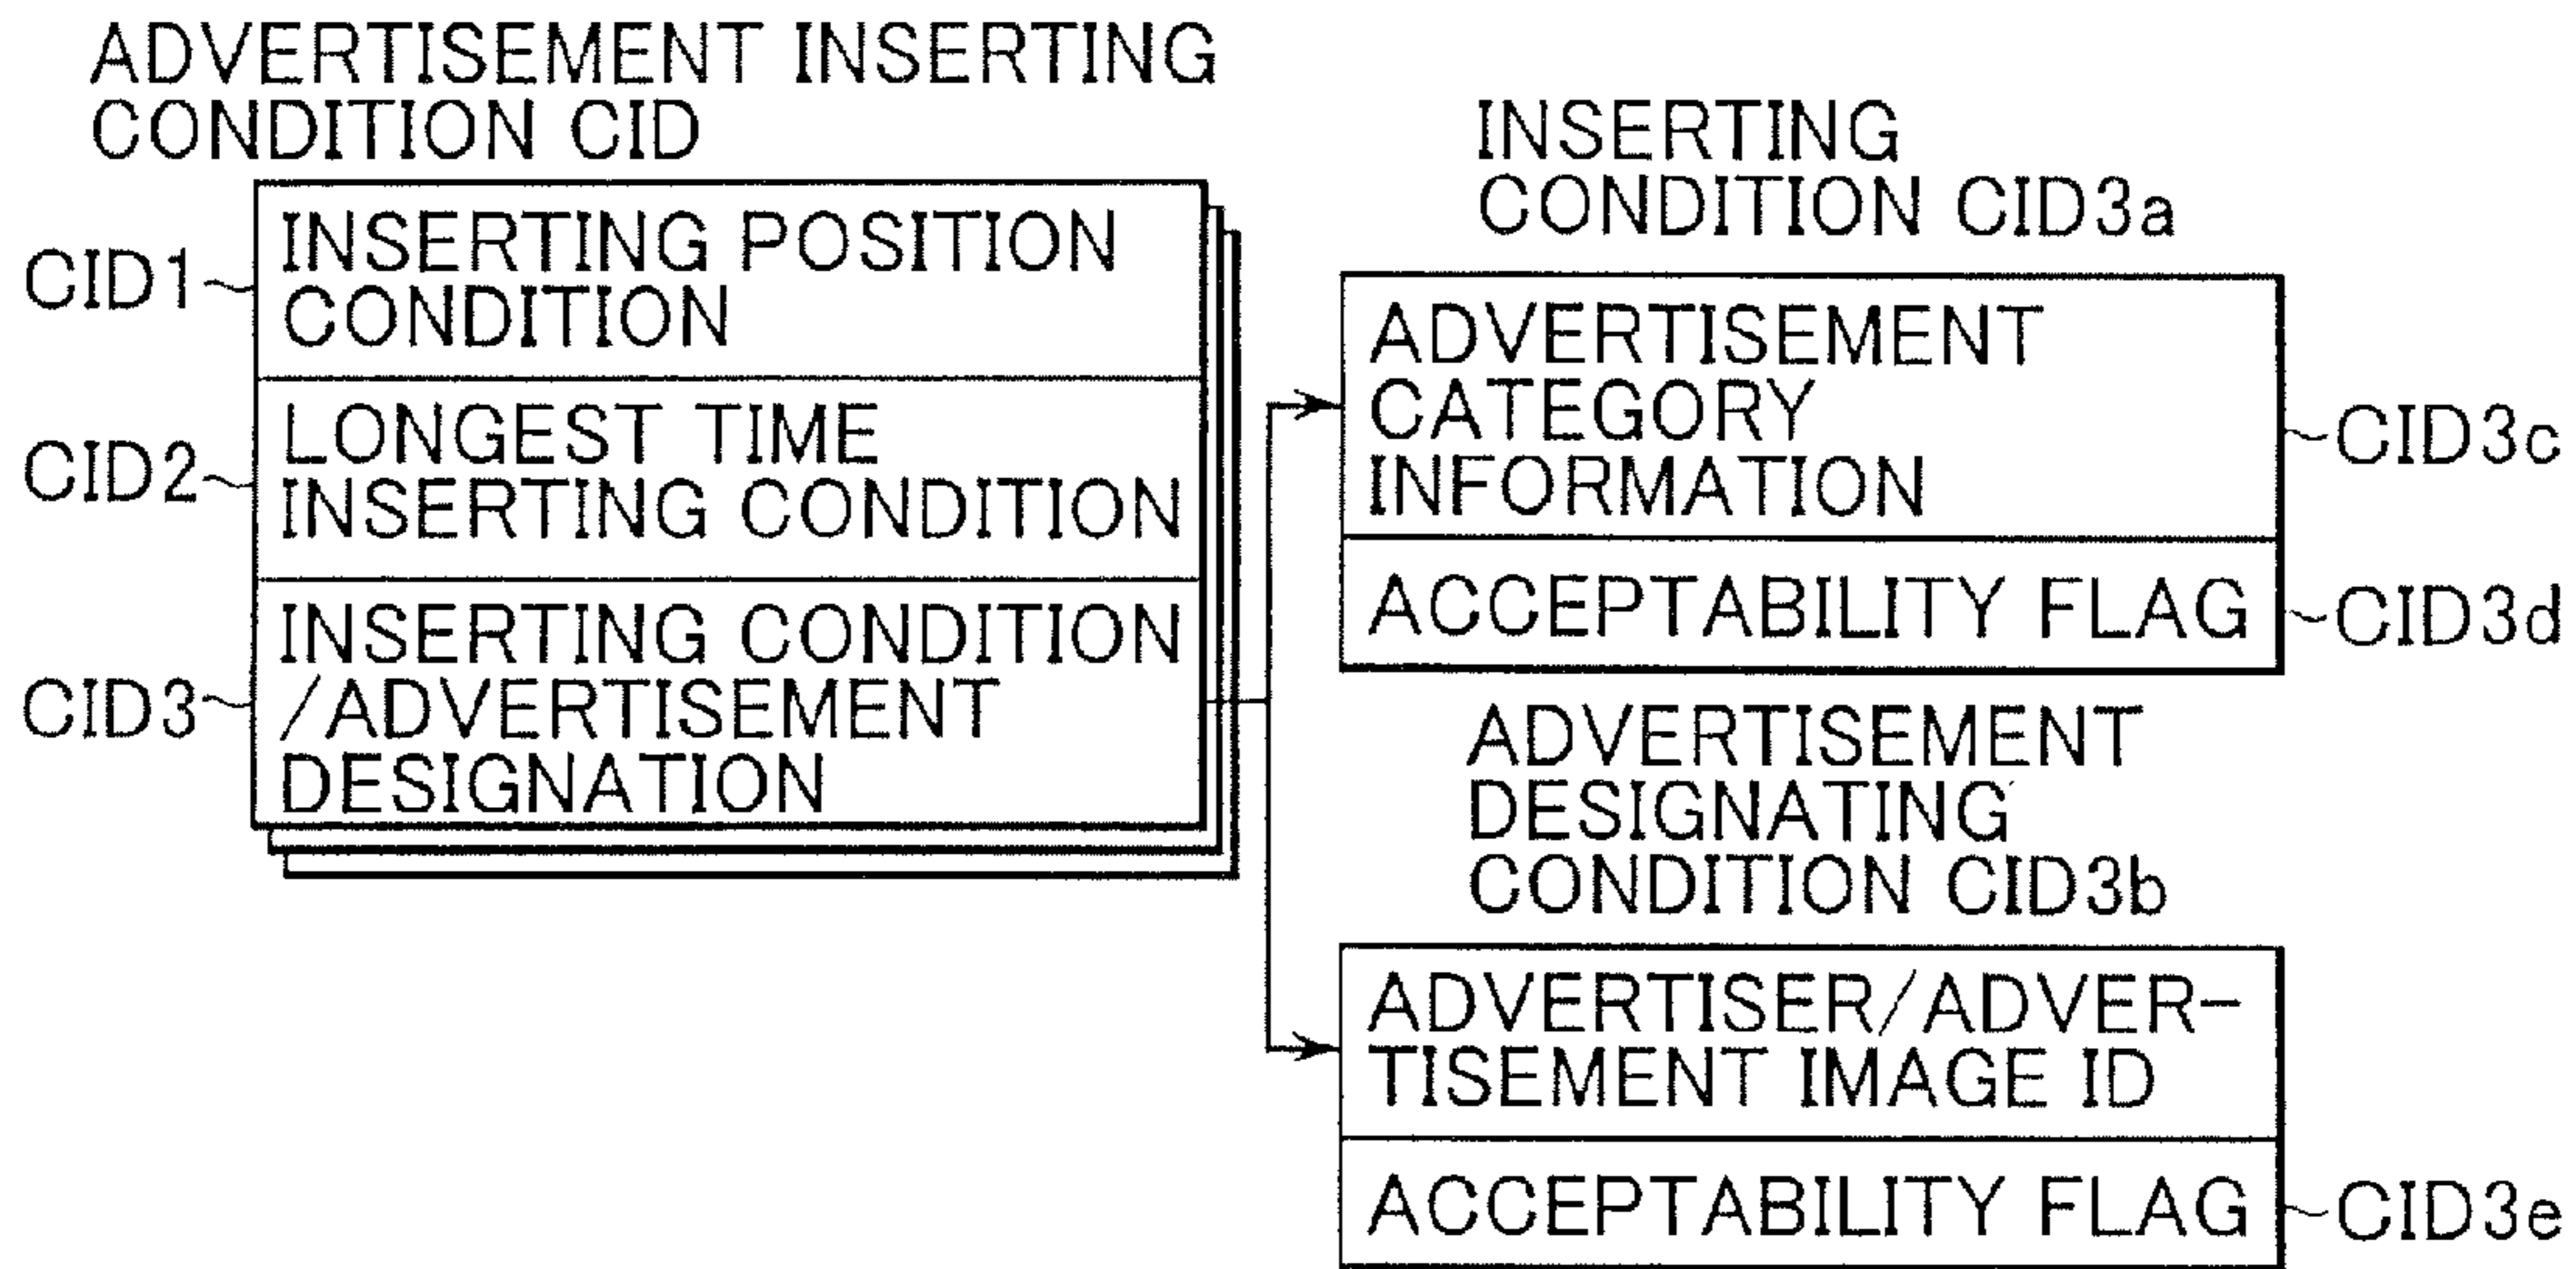 ADVERTISEMENT INSERTING
CONDITION CID
CID1
INSERTING POSITION
CONDITION
CID2
LONGEST TIME
INSERTING CONDITION
CID3
INSERTING CONDITION
/ADVERTISEMENT
DESIGNATION
INSERTING
CONDITION CID3a
ADVERTISEMENT
CATEGORY
INFORMATION
CID3c
ACCEPTABILITY FLAG
CID3d
ADVERTISEMENT
DESIGNATING
CONDITION CID3b
ADVERTISER/ADVER-
TISEMENT IMAGE ID
ACCEPTABILITY FLAG
CID3e